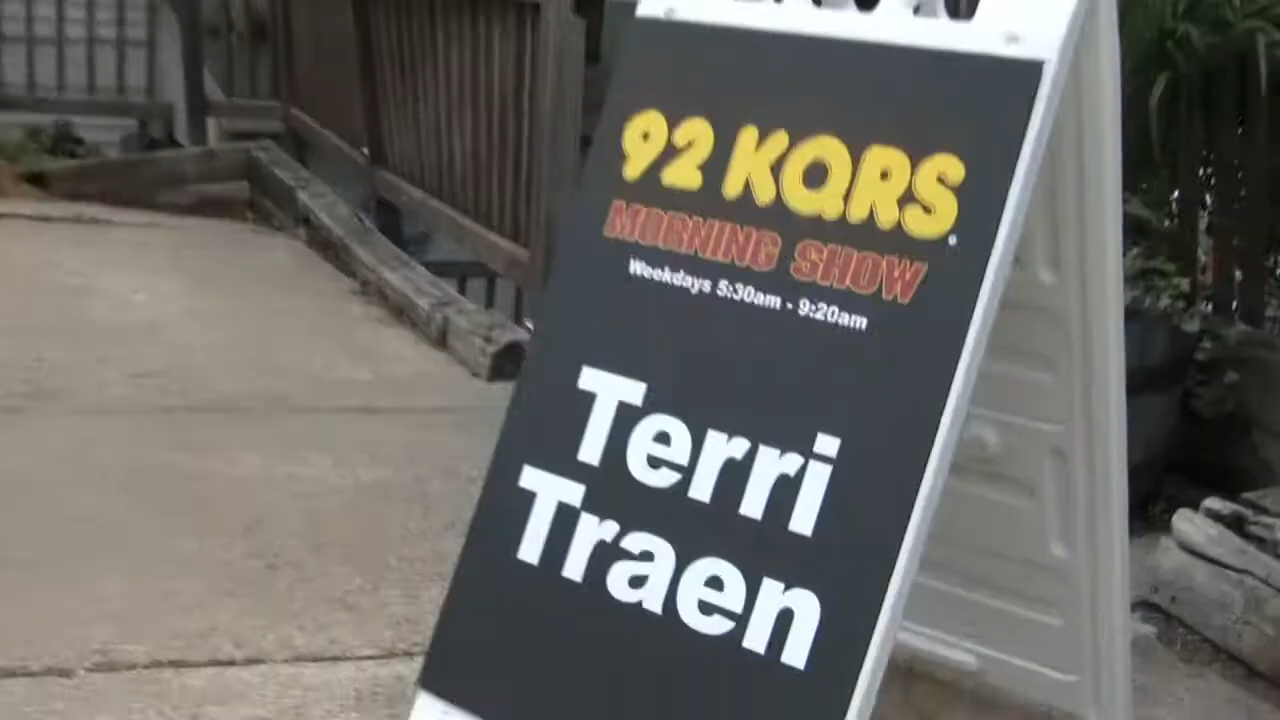 92 KQRS
MORNING SHOW
Weekdays 5:30am - 9:20am
Terri
Traen